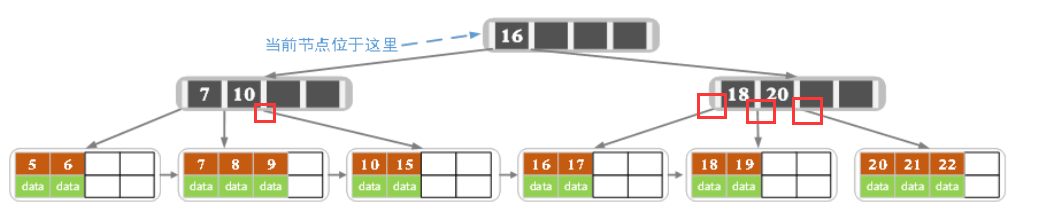 16
当前节点位于这里
7 10
18 20
5 6
7 8 9
10 15
16 17
18 19
20 21 22
data data
data data data
data data
data data
data data
data data data